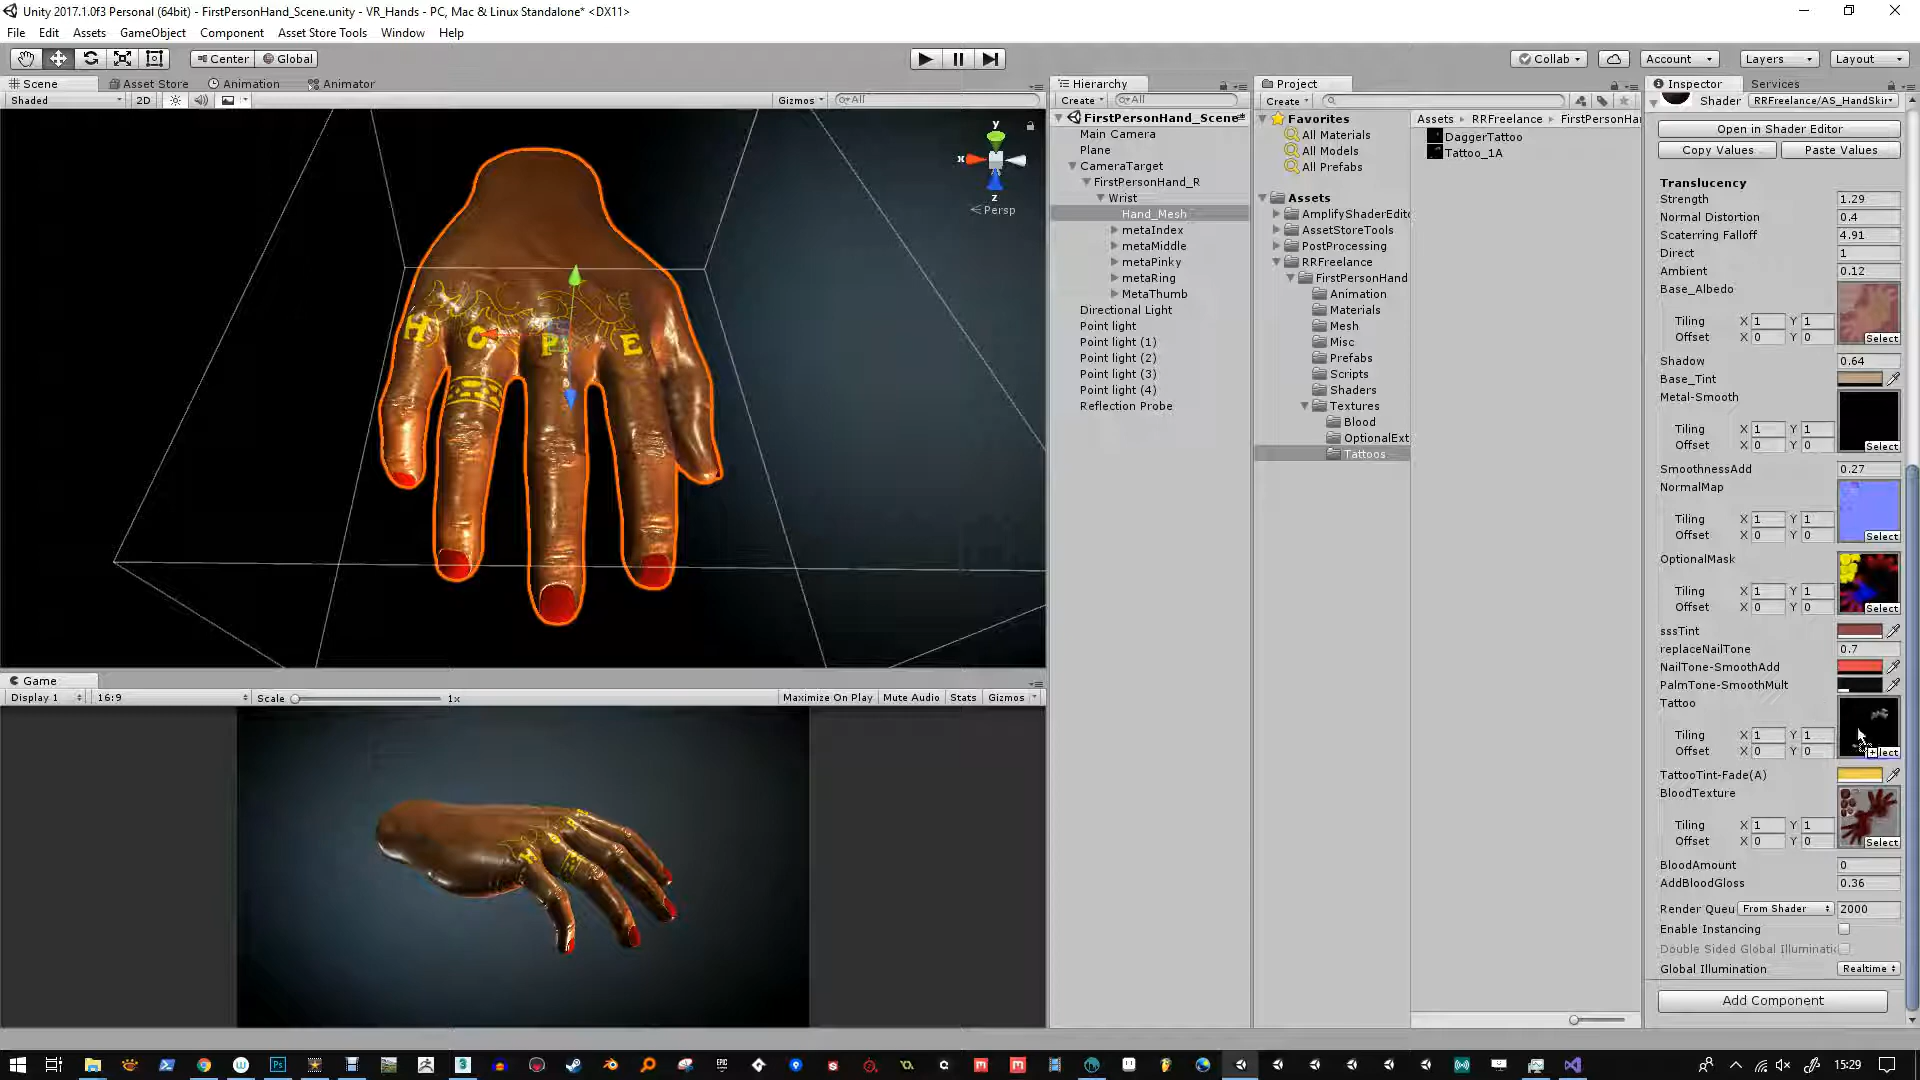 Unity 2017.1.0f3 Personal (64bit) - FirstPersonHand_Scene.unity - VR_Hands - PC, Mac & Linux Standalone* <DX11>
File Edit Assets GameObject Component Asset Store Tools Window Help
Center Global Collab Account Layers Layout
Scene Asset Store Animation Animator Hierarchy Project Inspector Services
Shaded 2D Gizmos All Create All Create Shader RRFreelance/AS_HandSkin
FirstPersonHand_Scene*
Main Camera
Plane
CameraTarget
FirstPersonHand_R
Wrist
Hand_Mesh
metaIndex
metaMiddle
metaPinky
metaRing
MetaThumb
Directional Light
Point light
Point light (1)
Point light (2)
Point light (3)
Point light (4)
Reflection Probe
Favorites
All Materials
All Models
All Prefabs
Assets
AmplifyShaderEdito
AssetStoreTools
PostProcessing
RRFreelance
FirstPersonHand
Animation
Materials
Mesh
Misc
Prefabs
Scripts
Shaders
Textures
Blood
OptionalExt
Tattoos
Assets RRFreelance FirstPersonHa
DaggerTattoo
Tattoo_1A
y
x
z
Persp
H O P E
Open in Shader Editor
Copy Values Paste Values
Translucency
Strength 1.29
Normal Distortion 0.4
Scaterring Falloff 4.91
Direct 1
Ambient 0.12
Base_Albedo
Tiling X 1 Y 1
Offset X 0 Y 0 Select
Shadow 0.64
Base_Tint
Metal-Smooth
Tiling X 1 Y 1
Offset X 0 Y 0 Select
SmoothnessAdd 0.27
NormalMap
Tiling X 1 Y 1
Offset X 0 Y 0 Select
OptionalMask
Tiling X 1 Y 1
Offset X 0 Y 0 Select
sssTint
replaceNailTone 0.7
NailTone-SmoothAdd
PalmTone-SmoothMult
Tattoo
Tiling X 1 Y 1
Offset X 0 Y 0 lect
TattooTint-Fade(A)
BloodTexture
Tiling X 1 Y 1
Offset X 0 Y 0 Select
BloodAmount 0
AddBloodGloss 0.36
Render Queu From Shader 2000
Enable Instancing
Double Sided Global Illuminatio
Global Illumination Realtime
Add Component
Game
Display 1 16:9 Scale 1x Maximize On Play Mute Audio Stats Gizmos
15:29